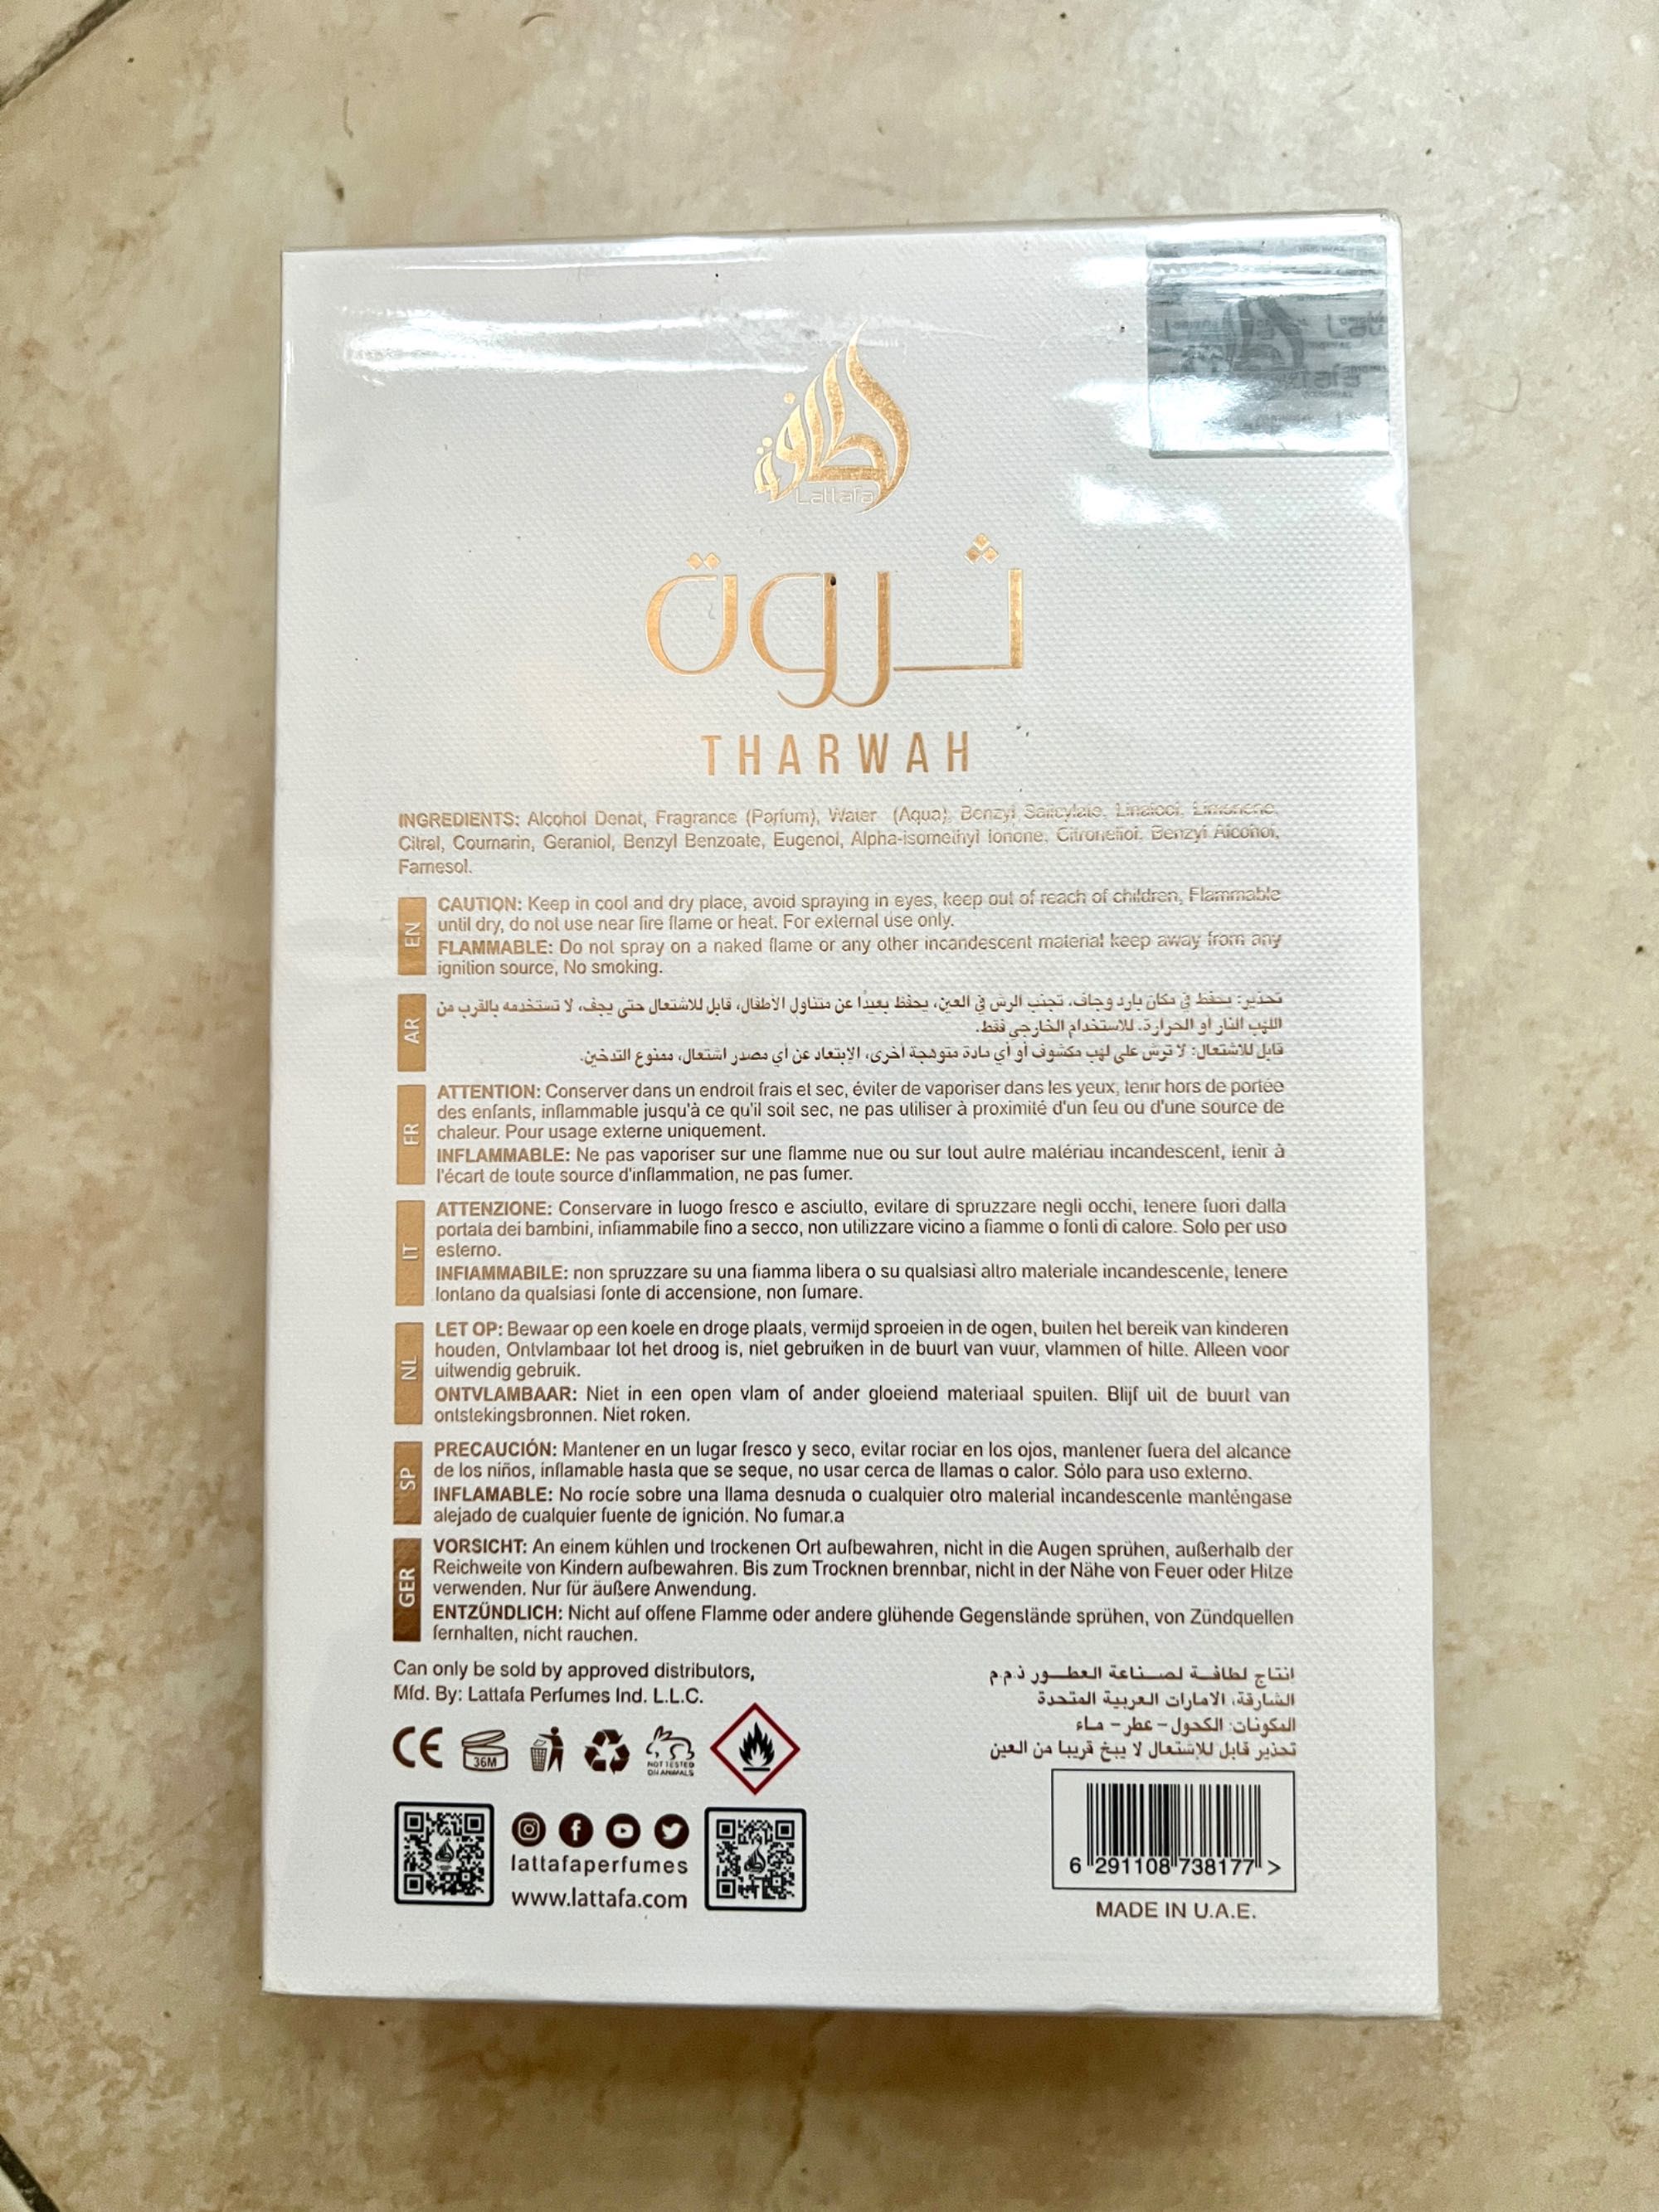 لطافة
Lattafa
ثروة
THARWAH
INGREDIENTS: Alcohol Denat, Fragrance (Parfum), Water (Aqua), Benzyl Salicylate, Linalool, Limonene,
Citral, Coumarin, Geraniol, Benzyl Benzoate, Eugenol, Alpha-isomethyl Ionone, Citronellol, Benzyl Alcohol,
Farnesol.
EN
CAUTION: Keep in cool and dry place, avoid spraying in eyes, keep out of reach of children, Flammable
until dry, do not use near fire flame or heat. For external use only.
FLAMMABLE: Do not spray on a naked flame or any other incandescent material keep away from any
ignition source, No smoking.
AR
تحذير: يحفظ في مكان بارد وجاف، تجنب الرش في العين، يحفظ بعيدًا عن متناول الأطفال، قابل للاشتعال حتى يجف، لا تستخدمه بالقرب من
اللهب النار أو الحرارة. للاستخدام الخارجي فقط.
قابل للاشتعال: لا ترش على لهب مكشوف أو أي مادة متوهجة أخرى، الإبتعاد عن أي مصدر اشتعال، ممنوع التدخين.
FR
ATTENTION: Conserver dans un endroit frais et sec, éviter de vaporiser dans les yeux, tenir hors de portée
des enfants, inflammable jusqu'à ce qu'il soit sec, ne pas utiliser à proximité d'un feu ou d'une source de
chaleur. Pour usage externe uniquement.
INFLAMMABLE: Ne pas vaporiser sur une flamme nue ou sur tout autre matériau incandescent, tenir à
l'écart de toute source d'inflammation, ne pas fumer.
IT
ATTENZIONE: Conservare in luogo fresco e asciutto, evitare di spruzzare negli occhi, tenere fuori dalla
portata dei bambini, infiammabile fino a secco, non utilizzare vicino a fiamme o fonti di calore. Solo per uso
esterno.
INFIAMMABILE: non spruzzare su una fiamma libera o su qualsiasi altro materiale incandescente, tenere
lontano da qualsiasi fonte di accensione, non fumare.
NL
LET OP: Bewaar op een koele en droge plaats, vermijd sproeien in de ogen, buiten het bereik van kinderen
houden, Ontvlambaar tot het droog is, niet gebruiken in de buurt van vuur, vlammen of hitte. Alleen voor
uitwendig gebruik.
ONTVLAMBAAR: Niet in een open vlam of ander gloeiend materiaal spuiten. Blijf uit de buurt van
ontstekingsbronnen. Niet roken.
SP
PRECAUCIÓN: Mantener en un lugar fresco y seco, evitar rociar en los ojos, mantener fuera del alcance
de los niños, inflamable hasta que se seque, no usar cerca de llamas o calor. Sólo para uso externo.
INFLAMABLE: No rocíe sobre una llama desnuda o cualquier otro material incandescente manténgase
alejado de cualquier fuente de ignición. No fumar.a
GER
VORSICHT: An einem kühlen und trockenen Ort aufbewahren, nicht in die Augen sprühen, außerhalb der
Reichweite von Kindern aufbewahren. Bis zum Trocknen brennbar, nicht in der Nähe von Feuer oder Hitze
verwenden. Nur für äußere Anwendung.
ENTZÜNDLICH: Nicht auf offene Flamme oder andere glühende Gegenstände sprühen, von Zündquellen
fernhalten, nicht rauchen.
Can only be sold by approved distributors,
Mfd. By: Lattafa Perfumes Ind. L.L.C.
انتاج لطافة لصناعة العطور ذ.م.م
الشارقة، الامارات العربية المتحدة
المكونات: الكحول - عطر - ماء
تحذير قابل للإشتعال لا يبخ قريبا من العين
CE
36M
NOT TESTED
ON ANIMALS
lattafaperfumes
www.lattafa.com
6 291108 738177 >
MADE IN U.A.E.